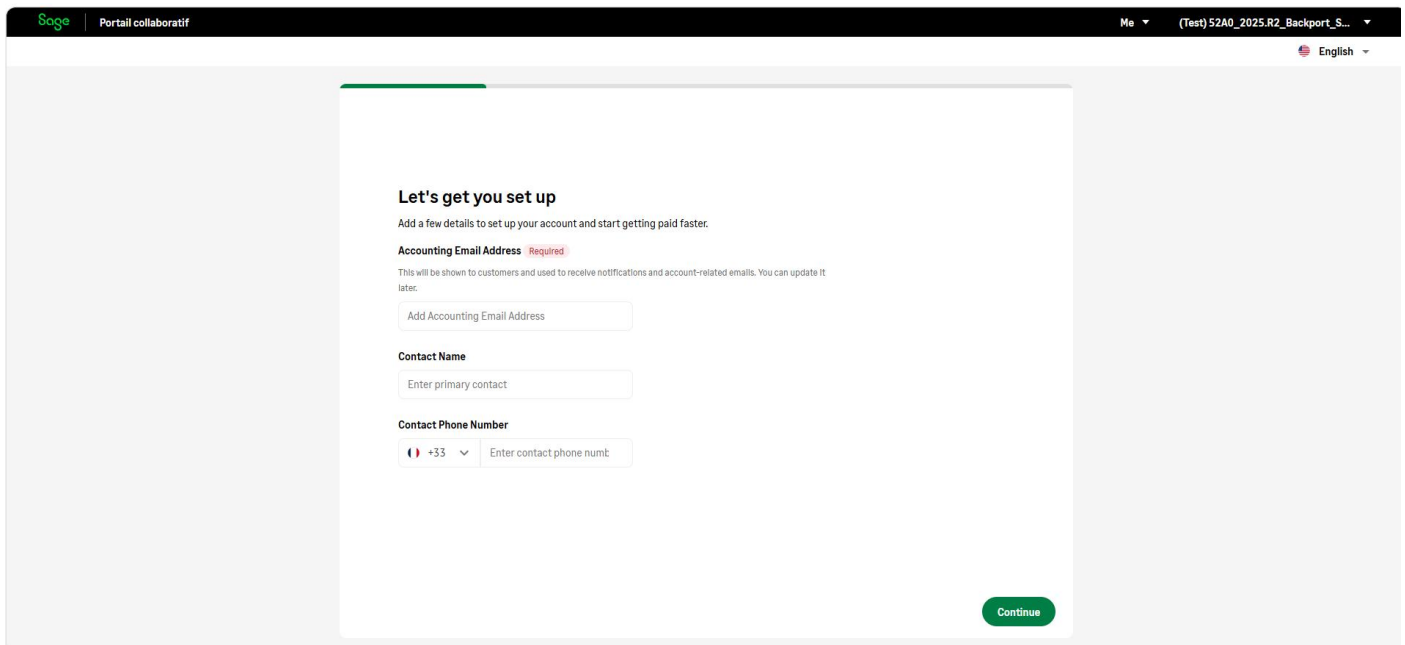 Sage Portail collaboratif Me (Test) 52A0_2025.R2_Backport_S...
English
Let's get you set up
Add a few details to set up your account and start getting paid faster.
Accounting Email Address Required
This will be shown to customers and used to receive notifications and account-related emails. You can update it
later.
Add Accounting Email Address
Contact Name
Enter primary contact
Contact Phone Number
+33 Enter contact phone numb
Continue